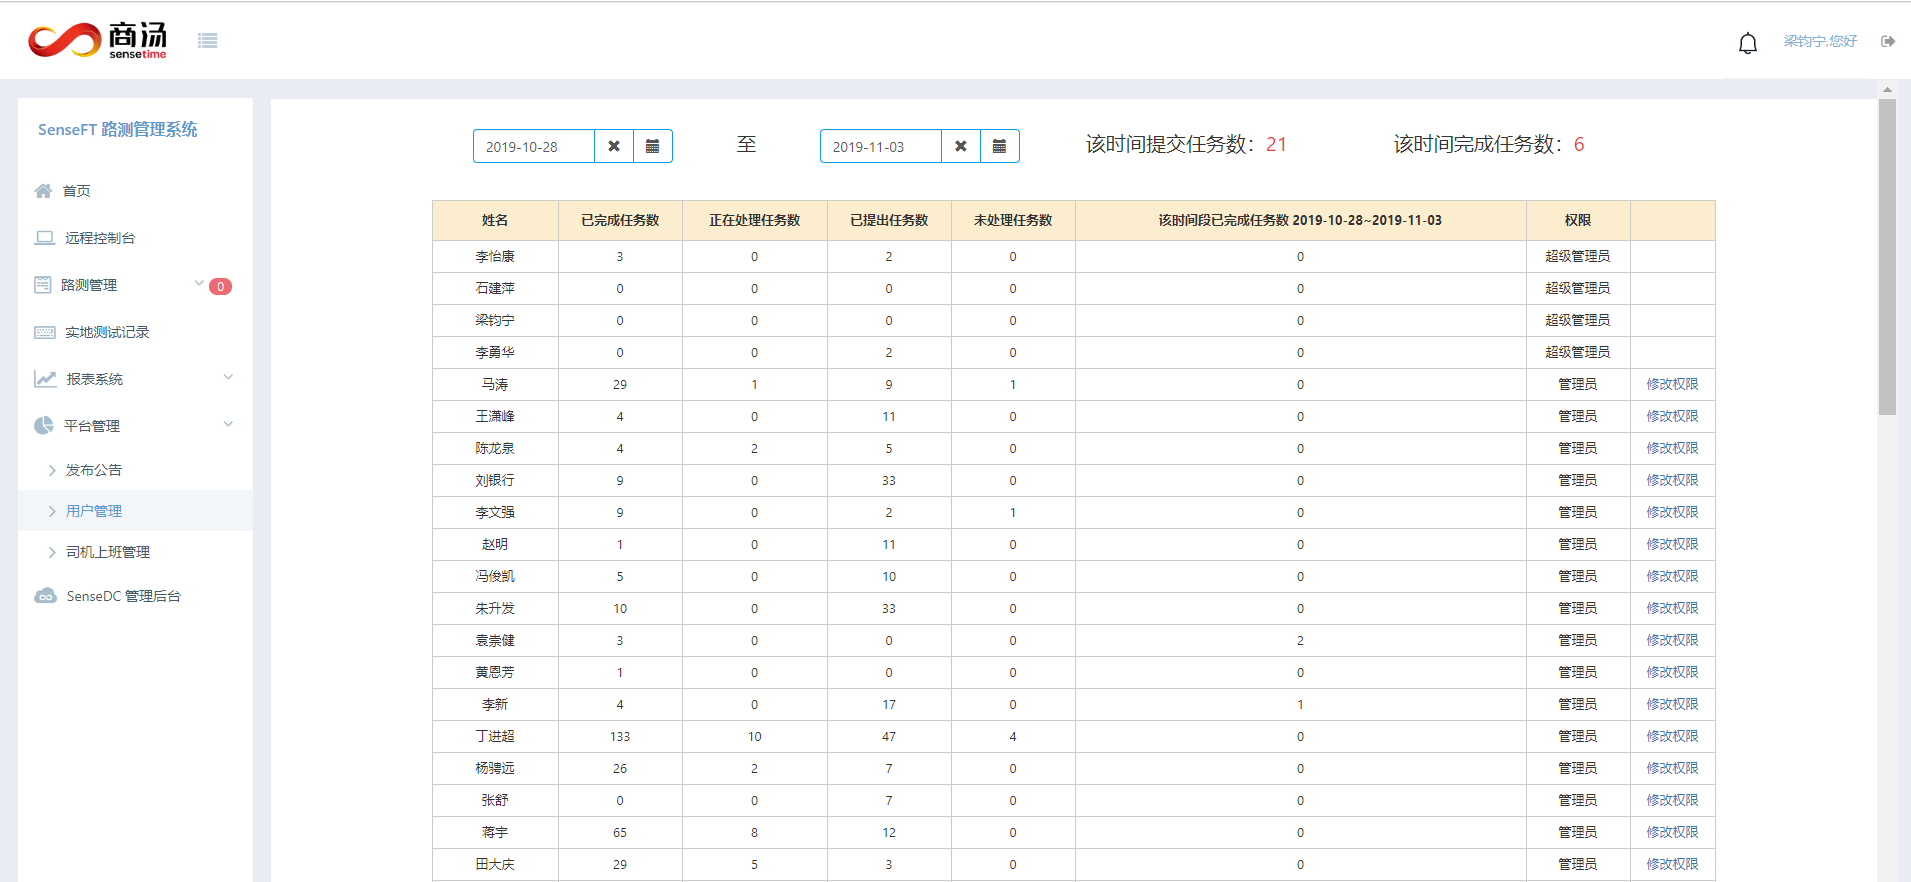 商汤
sensetime
梁钧宁,您好
SenseFT 路测管理系统
首页
远程控制台
路测管理 0
实地测试记录
报表系统
平台管理
发布公告
用户管理
司机上班管理
SenseDC 管理后台
2019-10-28 至 2019-11-03 该时间提交任务数：21 该时间完成任务数：6
姓名 已完成任务数 正在处理任务数 已提出任务数 未处理任务数 该时间段已完成任务数 2019-10-28~2019-11-03 权限
李怡康 3 0 2 0 0 超级管理员
石建萍 0 0 0 0 0 超级管理员
梁钧宁 0 0 0 0 0 超级管理员
李勇华 0 0 2 0 0 超级管理员
马涛 29 1 9 1 0 管理员 修改权限
王潇峰 4 0 11 0 0 管理员 修改权限
陈龙泉 4 2 5 0 0 管理员 修改权限
刘银行 9 0 33 0 0 管理员 修改权限
李文强 9 0 2 1 0 管理员 修改权限
赵明 1 0 11 0 0 管理员 修改权限
冯俊凯 5 0 10 0 0 管理员 修改权限
朱升发 10 0 33 0 0 管理员 修改权限
袁崇健 3 0 0 0 2 管理员 修改权限
黄恩芳 1 0 0 0 0 管理员 修改权限
李新 4 0 17 0 1 管理员 修改权限
丁进超 133 10 47 4 0 管理员 修改权限
杨骋远 26 2 7 0 0 管理员 修改权限
张舒 0 0 7 0 0 管理员 修改权限
蒋宇 65 8 12 0 0 管理员 修改权限
田大庆 29 5 3 0 0 管理员 修改权限